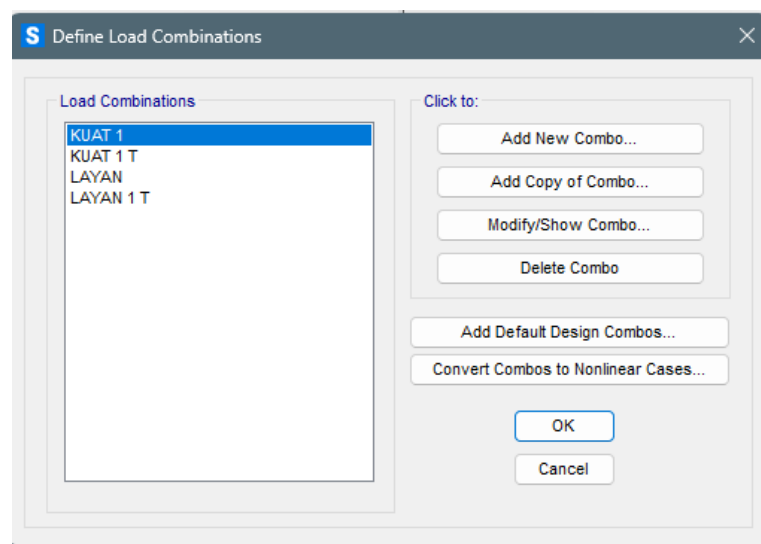 S Define Load Combinations
Load Combinations
KUAT 1
KUAT 1 T
LAYAN
LAYAN 1 T
Click to:
Add New Combo...
Add Copy of Combo...
Modify/Show Combo...
Delete Combo
Add Default Design Combos...
Convert Combos to Nonlinear Cases...
OK
Cancel